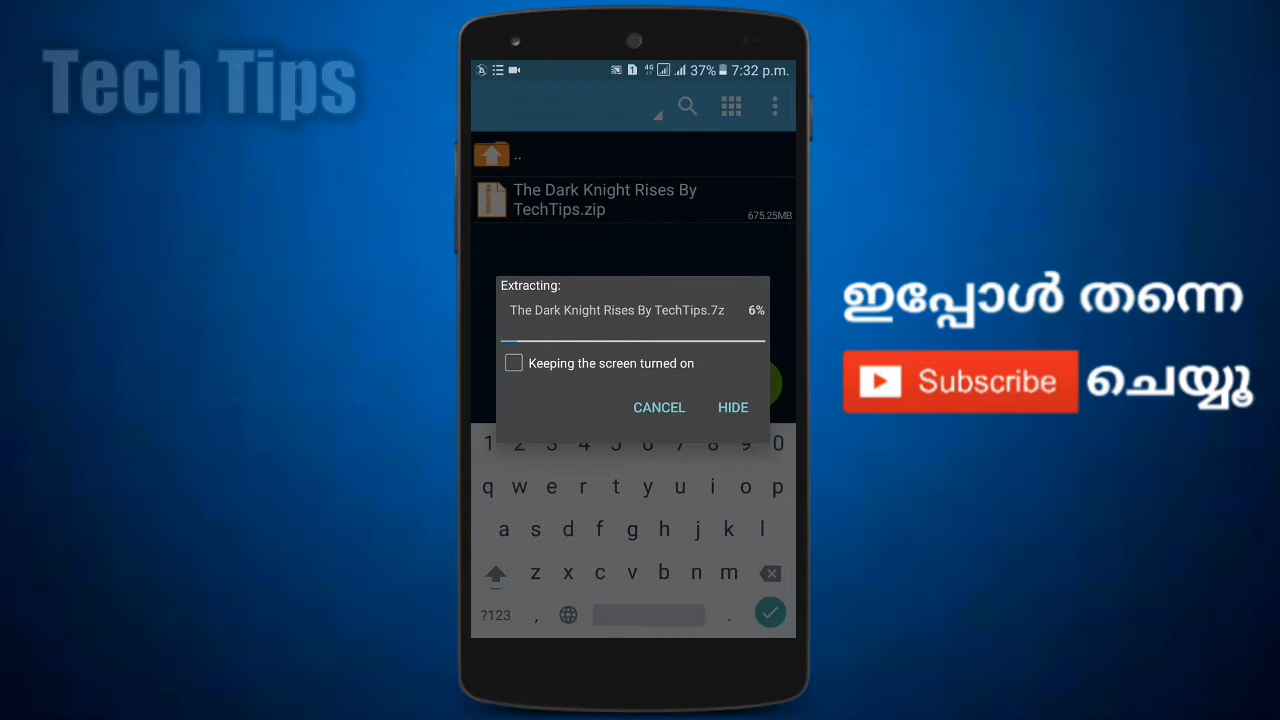 Tech Tips
37% 7:32 p.m.
..
The Dark Knight Rises By
TechTips.zip
675.25MB
Extracting:
The Dark Knight Rises By TechTips.7z 6%
Keeping the screen turned on
CANCEL HIDE
1 2 3 4 5 6 7 8 9 0
q w e r t y u i o p
a s d f g h j k l
z x c v b n m
?123 , .
ഇപ്പോൾ തന്നെ
Subscribe ചെയ്യൂ